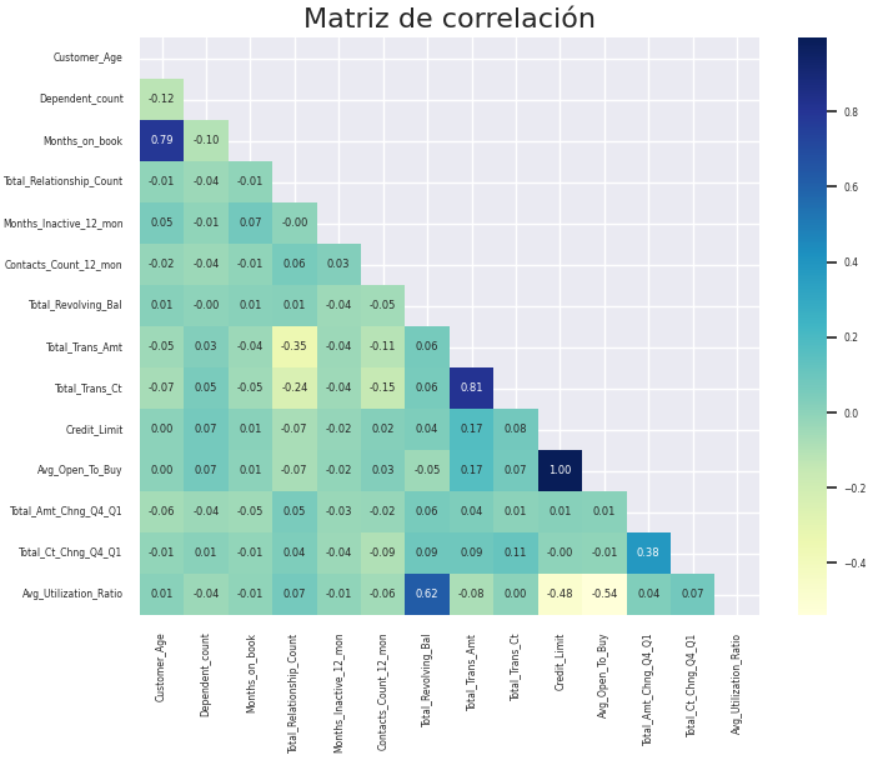 Matriz de correlación
Customer_Age
Dependent_count -0.12
Months_on_book 0.79 -0.10
Total_Relationship_Count -0.01 -0.04 -0.01
Months_Inactive_12_mon 0.05 -0.01 0.07 -0.00
Contacts_Count_12_mon -0.02 -0.04 -0.01 0.06 0.03
Total_Revolving_Bal 0.01 -0.00 0.01 0.01 -0.04 -0.05
Total_Trans_Amt -0.05 0.03 -0.04 -0.35 -0.04 -0.11 0.06
Total_Trans_Ct -0.07 0.05 -0.05 -0.24 -0.04 -0.15 0.06 0.81
Credit_Limit 0.00 0.07 0.01 -0.07 -0.02 0.02 0.04 0.17 0.08
Avg_Open_To_Buy 0.00 0.07 0.01 -0.07 -0.02 0.03 -0.05 0.17 0.07 1.00
Total_Amt_Chng_Q4_Q1 -0.06 -0.04 -0.05 0.05 -0.03 -0.02 0.06 0.04 0.01 0.01 0.01
Total_Ct_Chng_Q4_Q1 -0.01 0.01 -0.01 0.04 -0.04 -0.09 0.09 0.09 0.11 -0.00 -0.01 0.38
Avg_Utilization_Ratio 0.01 -0.04 -0.01 0.07 -0.01 -0.06 0.62 -0.08 0.00 -0.48 -0.54 0.04 0.07
Customer_Age
Dependent_count
Months_on_book
Total_Relationship_Count
Months_Inactive_12_mon
Contacts_Count_12_mon
Total_Revolving_Bal
Total_Trans_Amt
Total_Trans_Ct
Credit_Limit
Avg_Open_To_Buy
Total_Amt_Chng_Q4_Q1
Total_Ct_Chng_Q4_Q1
Avg_Utilization_Ratio
0.8
0.6
0.4
0.2
0.0
−0.2
−0.4